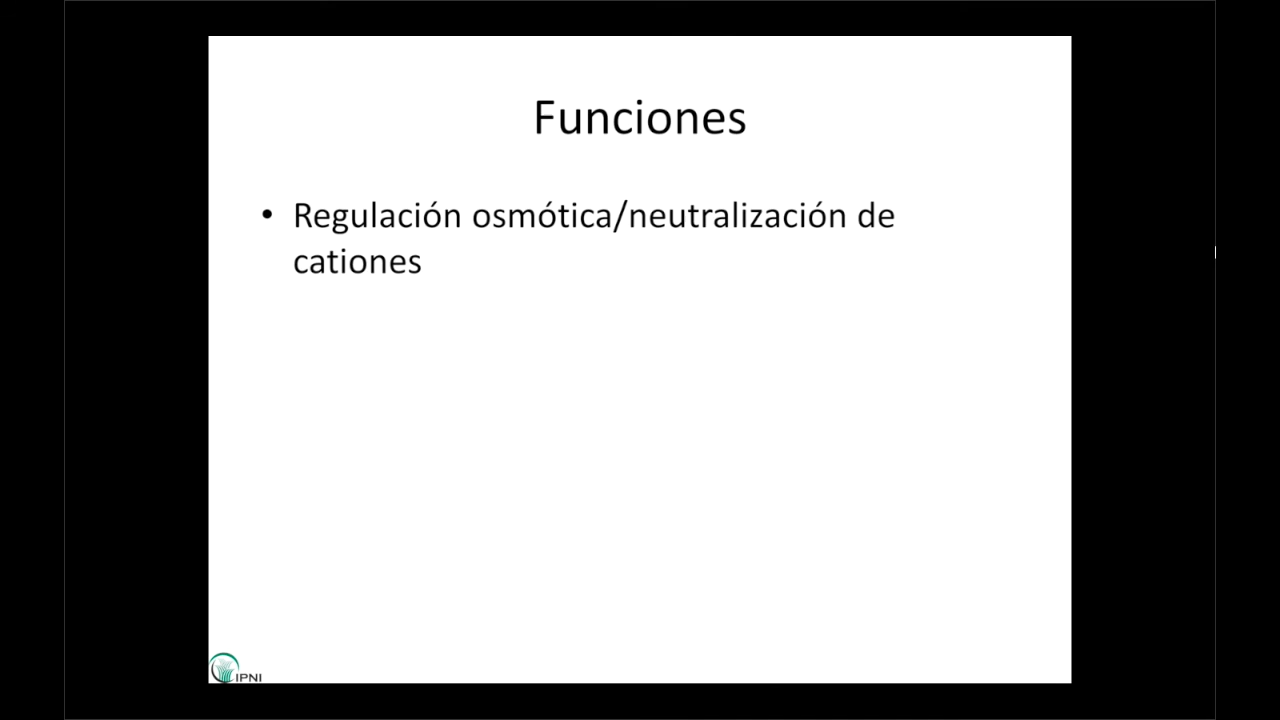 Funciones
• Regulación osmótica/neutralización de
cationes
IPNI